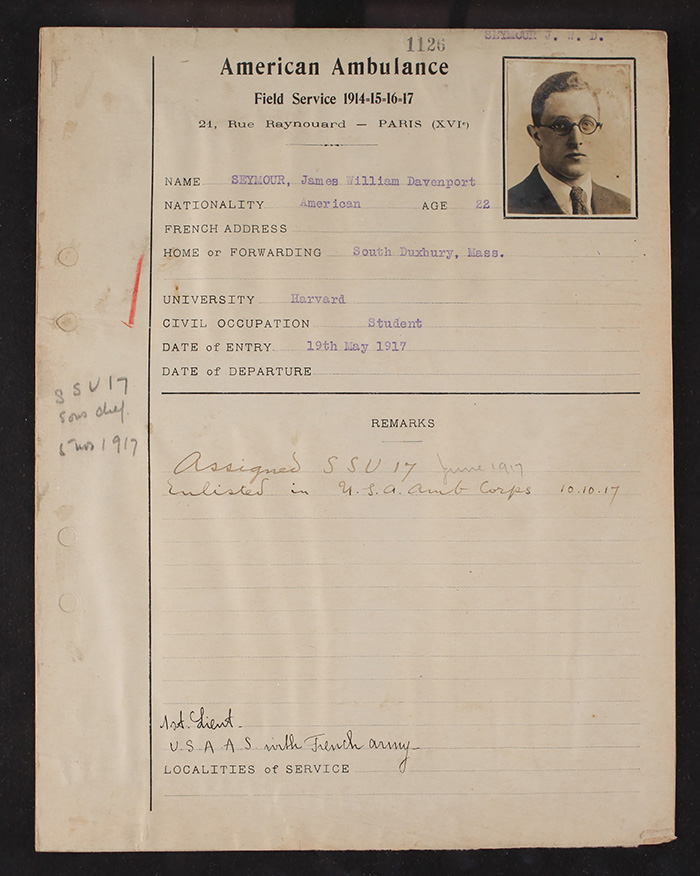 1126
SEYMOUR J. W. D.
American Ambulance
Field Service 1914=15=16=17
21, Rue Raynouard — PARIS (XVIe)
NAME SEYMOUR, James William Davenport
NATIONALITY American AGE 22
FRENCH ADDRESS
HOME or FORWARDING South Duxbury, Mass.
UNIVERSITY Harvard
CIVIL OCCUPATION Student
DATE of ENTRY 19th May 1917
DATE of DEPARTURE
SSU 17
Sous chef.
5 nov 1917
REMARKS
Assigned SSU 17 June 1917
Enlisted in U.S.A. Amb Corps 10.10.17
1st. Lieut.
U S A A S with French army
LOCALITIES of SERVICE